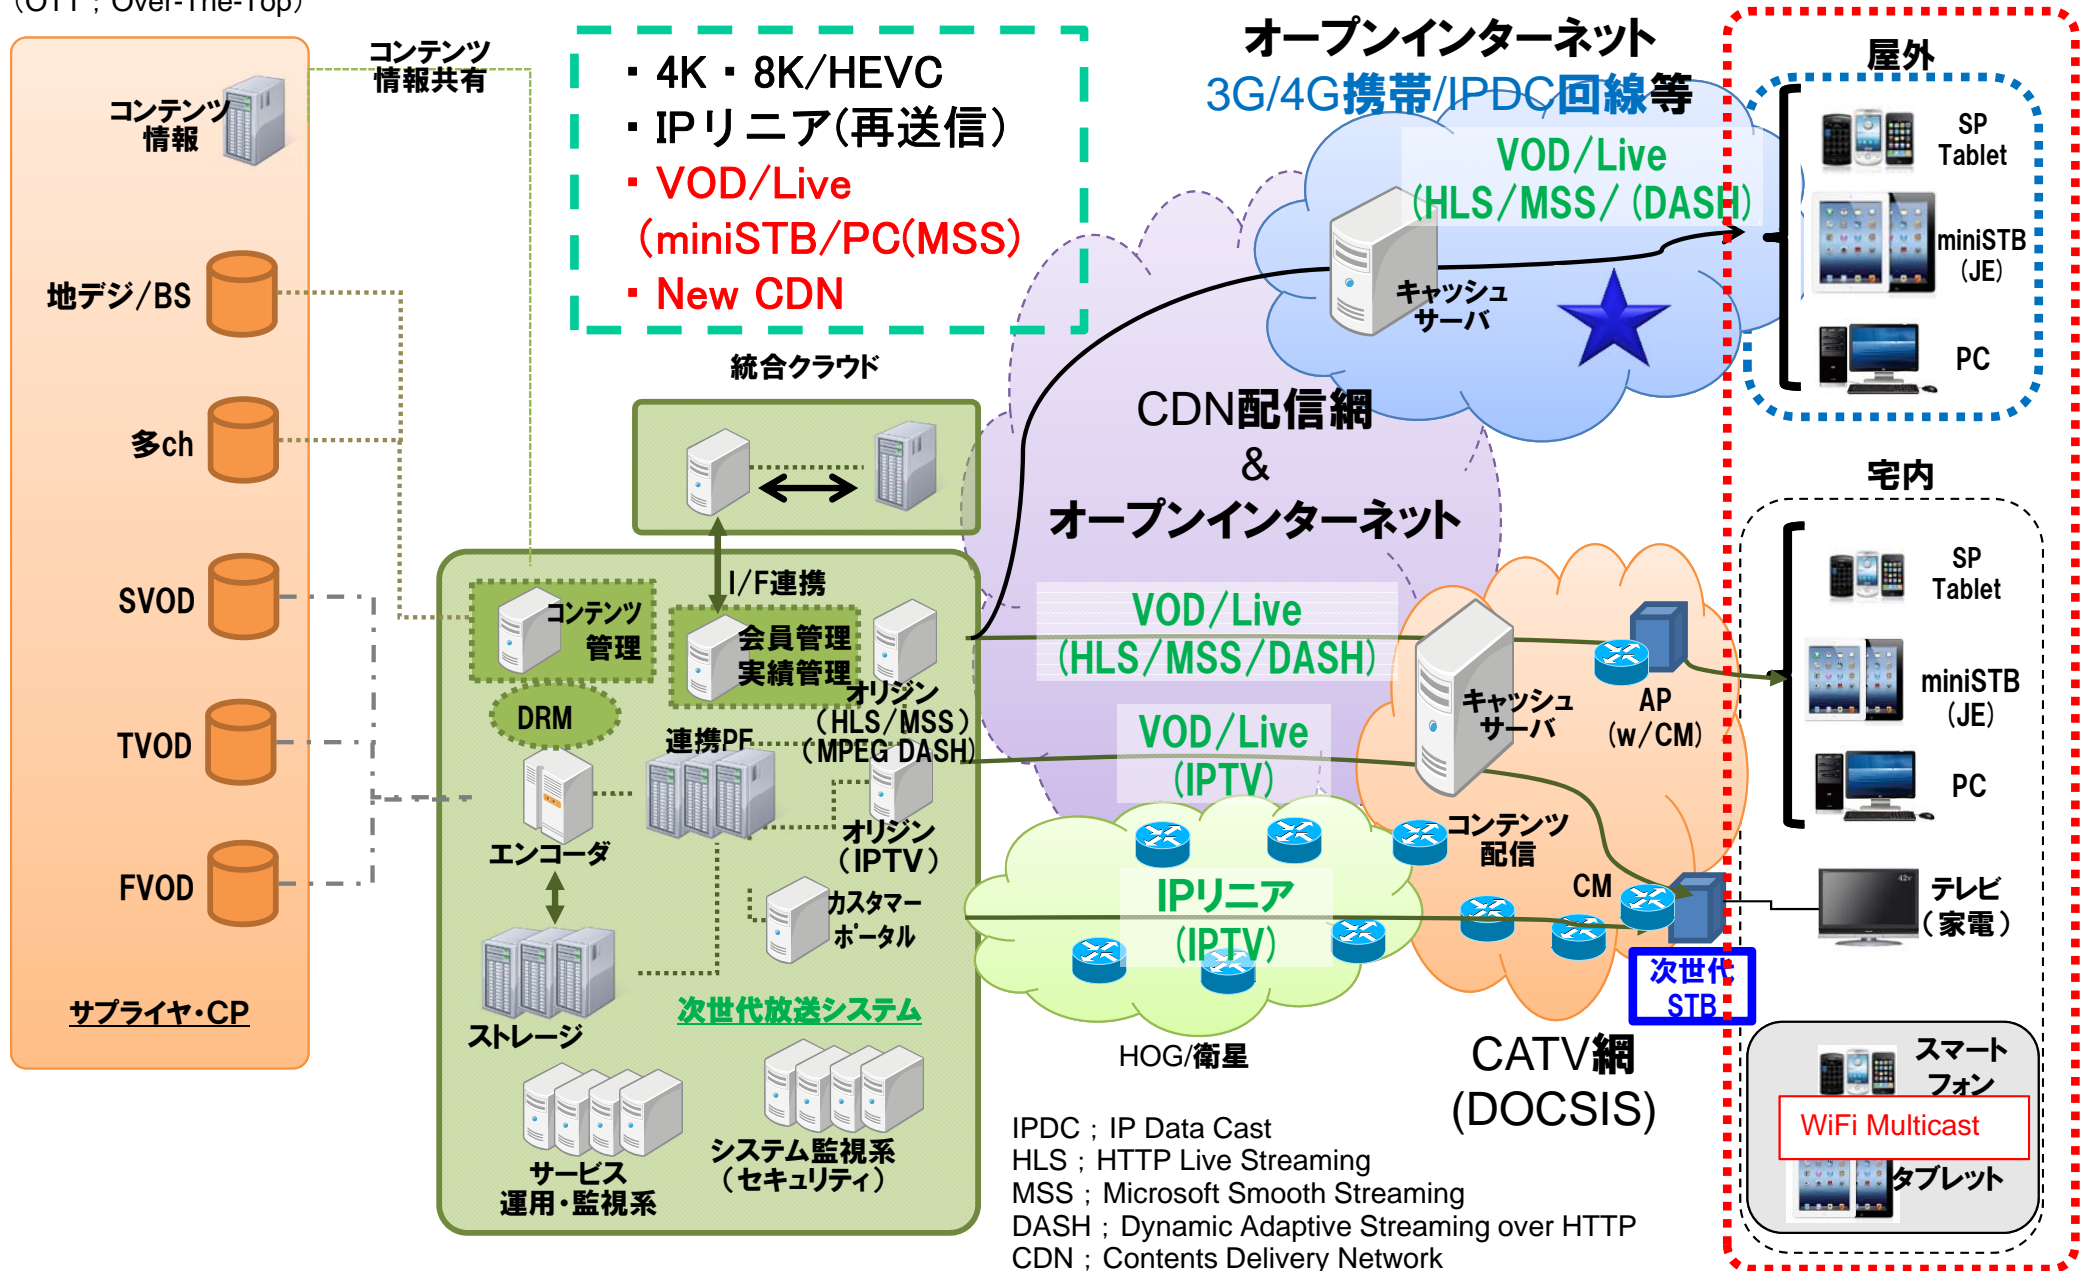 （OTT；Over-The-Top）
コンテンツ
情報共有
コンテンツ
情報
地デジ/BS
多ch
SVOD
TVOD
FVOD
サプライヤ・CP
・4K・8K/HEVC
・IPリニア(再送信）
・VOD/Live
（miniSTB/PC(MSS)
・New CDN
統合クラウド
I/F連携
コンテンツ
管理
会員管理
実績管理
DRM
連携PF
オリジン
（HLS/MSS）
（MPEG DASH）
エンコーダ
オリジン
（IPTV）
カスタマー
ポータル
ストレージ
次世代放送システム
サービス
運用・監視系
システム監視系
（セキュリティ）
オープンインターネット
3G/4G携帯/IPDC回線等
VOD/Live
(HLS/MSS/（DASH)
キャッシュ
サーバ
CDN配信網
&
オープンインターネット
VOD/Live
(HLS/MSS/DASH)
VOD/Live
(IPTV)
キャッシュ
サーバ
AP
（w/CM）
コンテンツ
配信
IPリニア
(IPTV)
CM
次世代
STB
HOG/衛星
CATV網
(DOCSIS)
屋外
SP
Tablet
miniSTB
（JE）
PC
宅内
SP
Tablet
miniSTB
（JE）
PC
42v
テレビ
（家電）
スマート
フォン
WiFi Multicast
タブレット
IPDC；IP Data Cast
HLS；HTTP Live Streaming
MSS；Microsoft Smooth Streaming
DASH；Dynamic Adaptive Streaming over HTTP
CDN；Contents Delivery Network